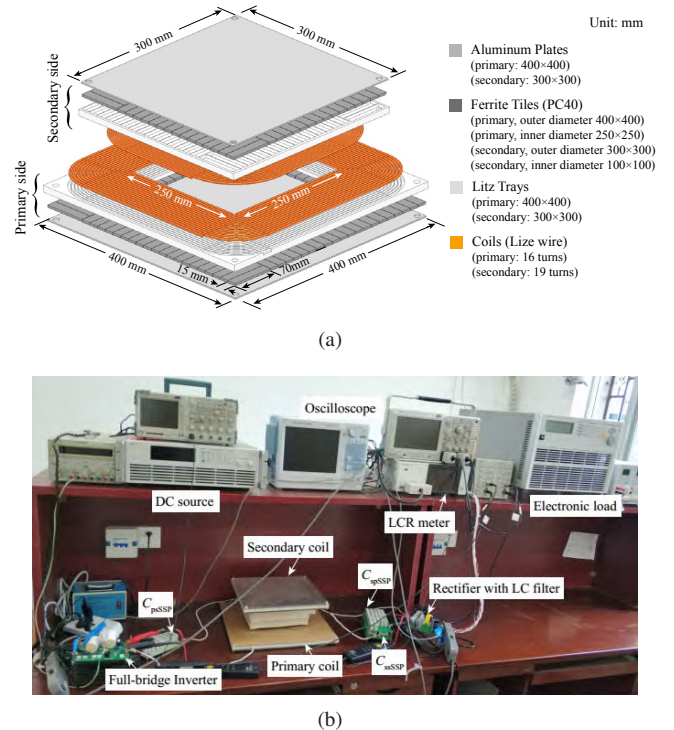 Unit: mm
300 mm
300 mm
Secondary side
Primary side
250 mm
250 mm
15 mm
70mm
400 mm
400 mm
Aluminum Plates
(primary: 400×400)
(secondary: 300×300)
Ferrite Tiles (PC40)
(primary, outer diameter 400×400)
(primary, inner diameter 250×250)
(secondary, outer diameter 300×300)
(secondary, inner diameter 100×100)
Litz Trays
(primary: 400×400)
(secondary: 300×300)
Coils (Lize wire)
(primary: 16 turns)
(secondary: 19 turns)
(a)
Oscilloscope
DC source
LCR meter
Electronic load
Secondary coil
CpsSSP
CspSSP
Rectifier with LC filter
Full-bridge Inverter
Primary coil
CssSSP
(b)